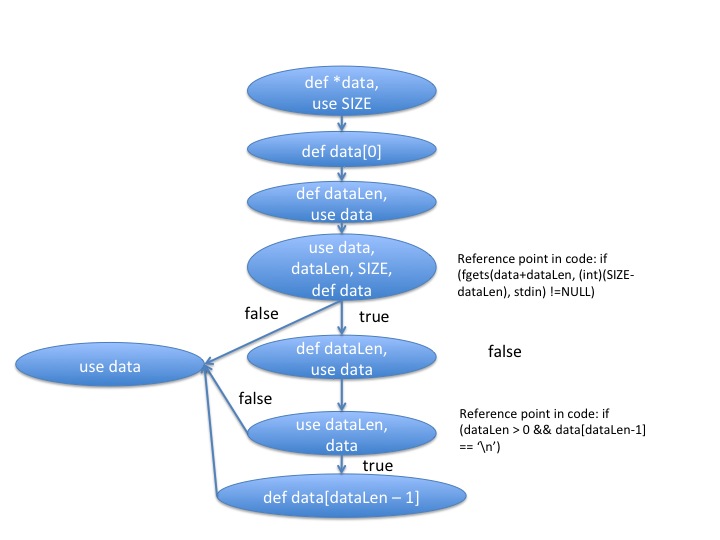 def *data,
use SIZE
def data[0]
def dataLen,
use data
use data,
dataLen, SIZE,
def data
Reference point in code: if
(fgets(data+dataLen, (int)(SIZE-
dataLen), stdin) !=NULL)
false
true
def dataLen,
use data
false
use data
false
use dataLen,
data
Reference point in code: if
(dataLen > 0 && data[dataLen-1]
== ‘\n’)
true
def data[dataLen – 1]